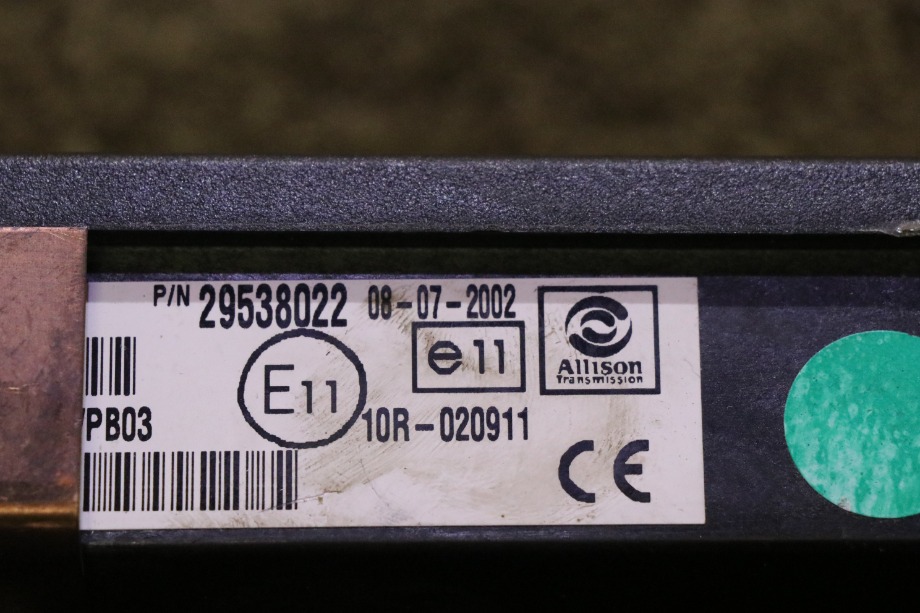 P/N 29538022 08-07-2002
e11
E11
Allison
Transmission
PB03
10R-020911
CE